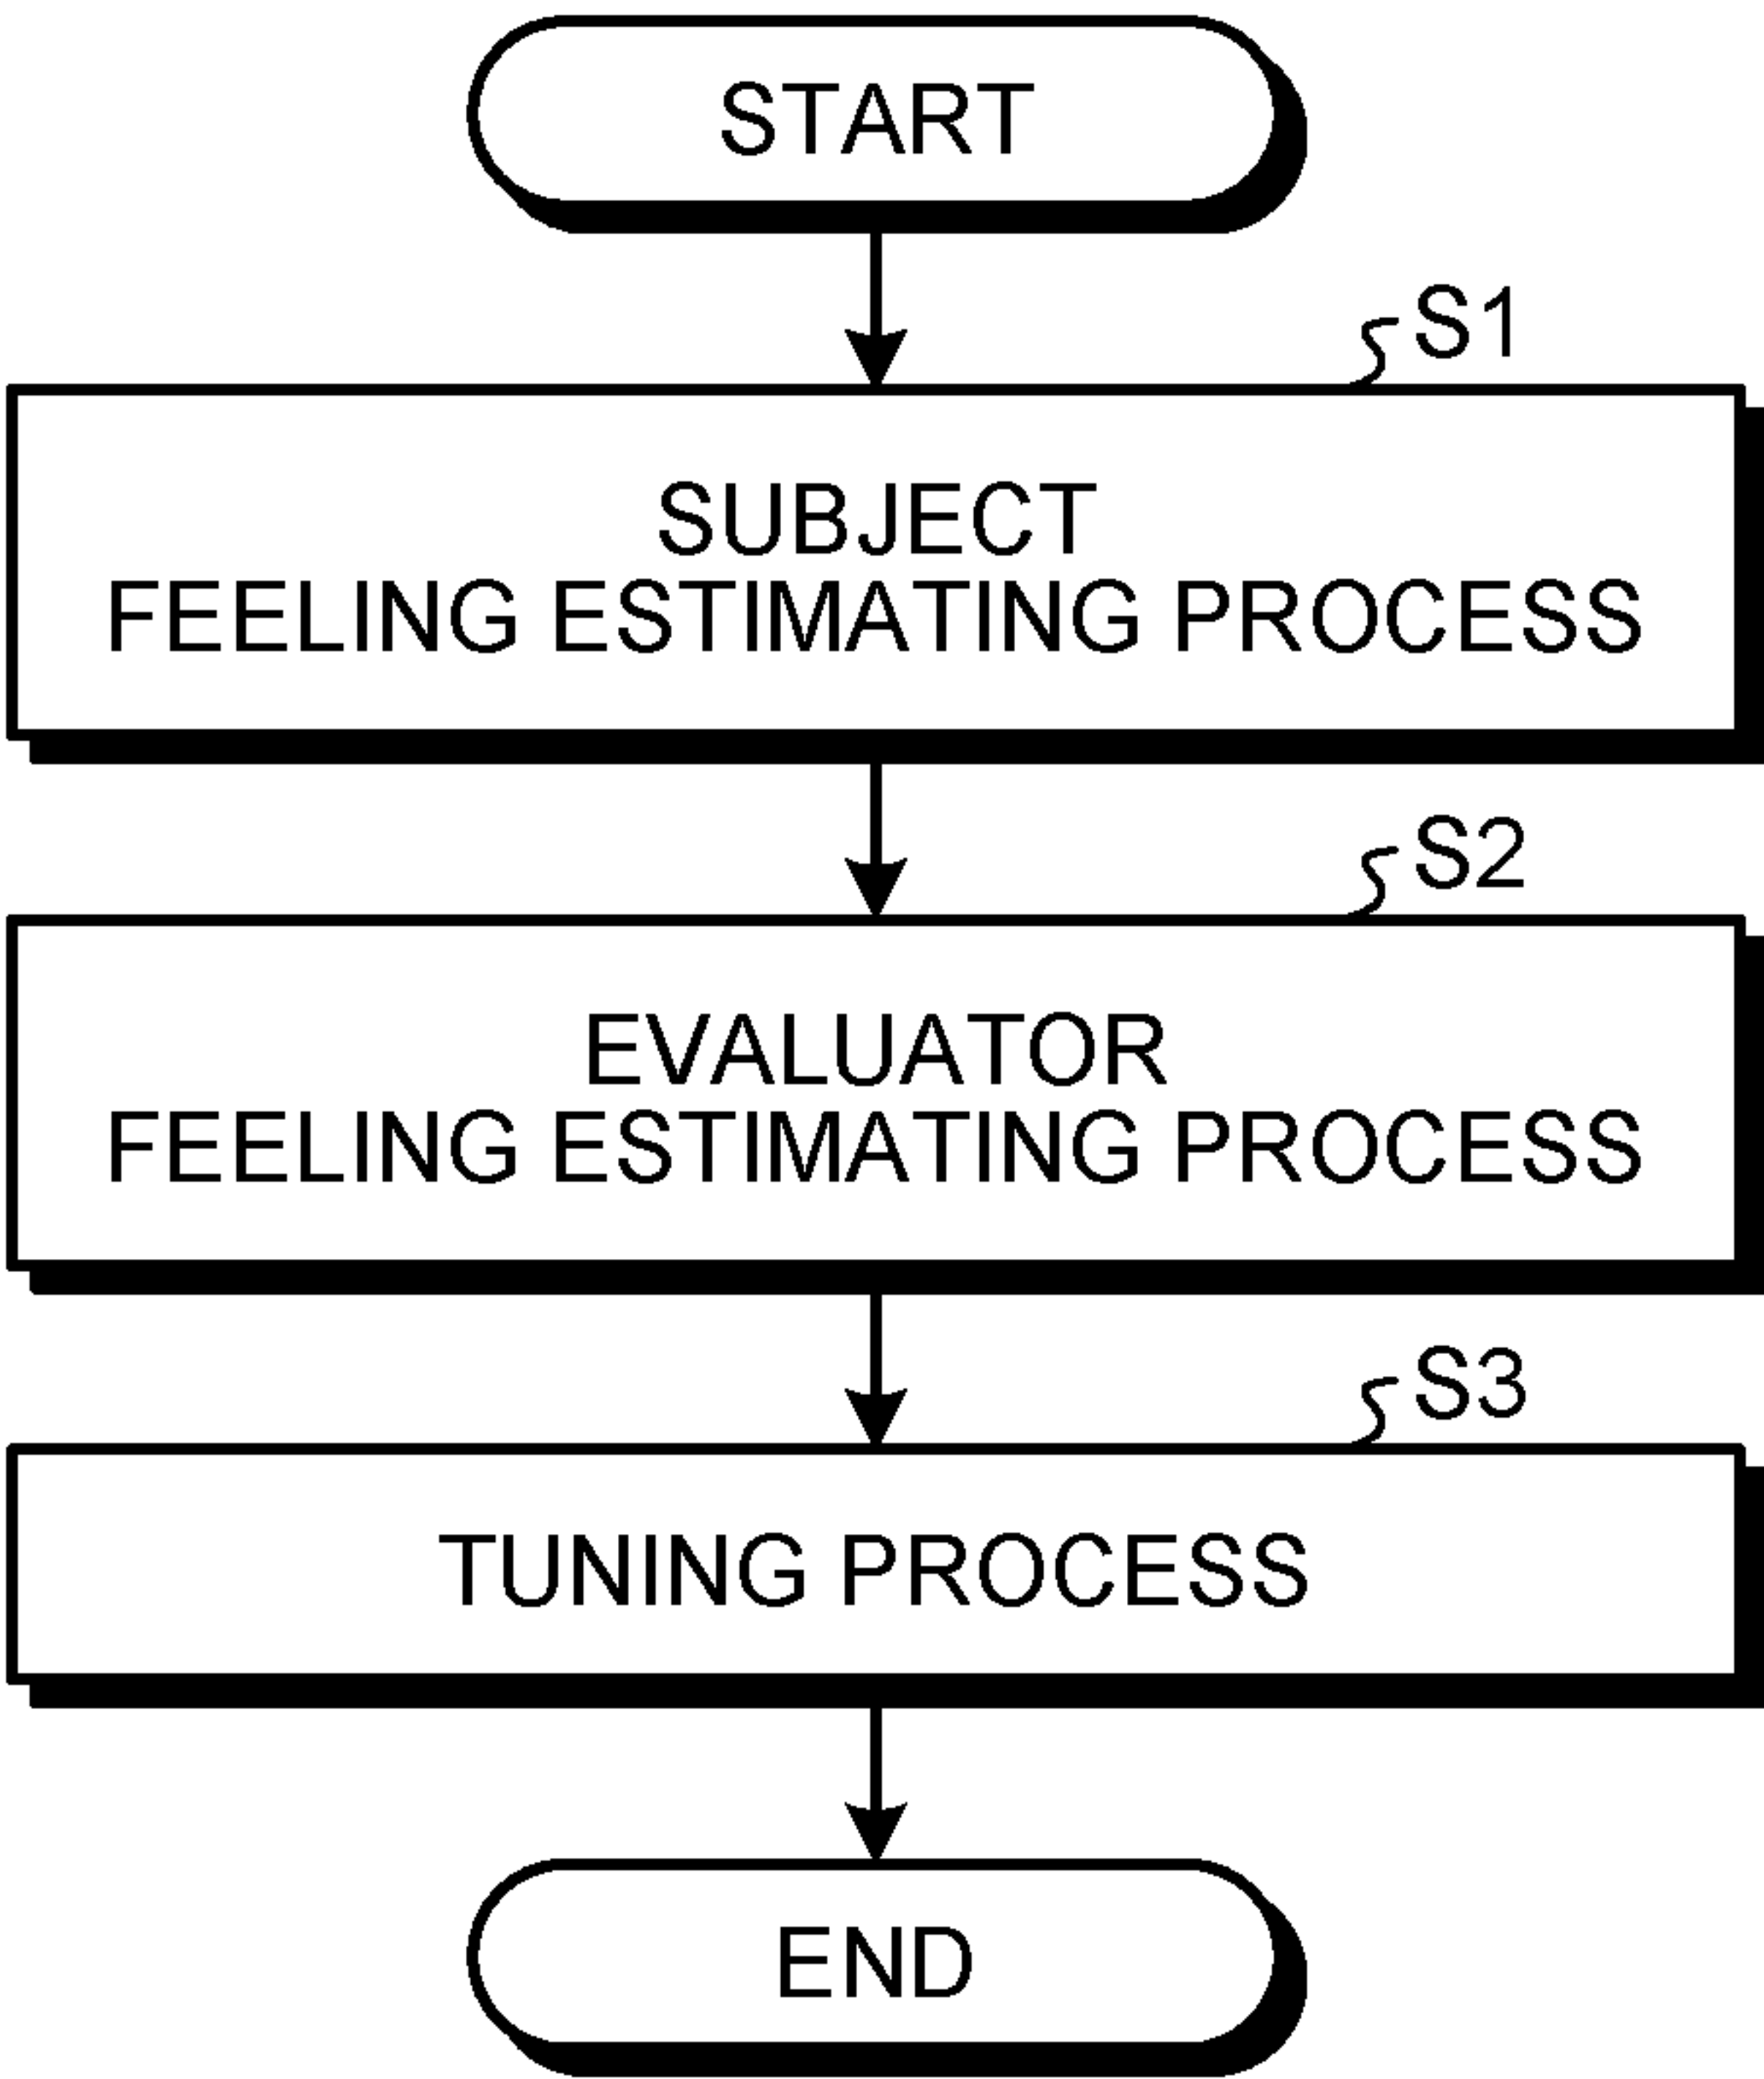 START
S1
SUBJECT
FEELING ESTIMATING PROCESS
S2
EVALUATOR
FEELING ESTIMATING PROCESS
S3
TUNING PROCESS
END